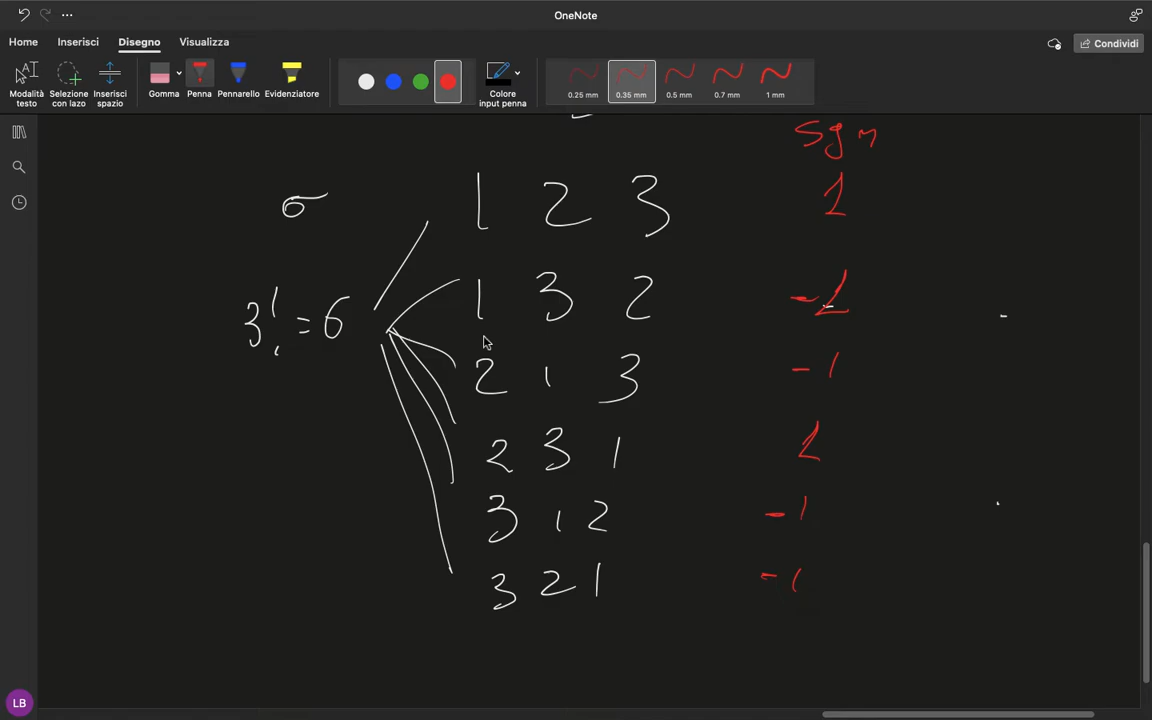 OneNote
Home Inserisci Disegno Visualizza
Modalità testo
Selezione con lazo
Inserisci spazio
Gomma
Penna
Pennarello
Evidenziatore
Colore input penna
0.25 mm
0.35 mm
0.5 mm
0.7 mm
1 mm
Condividi
sgn
σ 1 2 3 1
3! = 6 1 3 2 -1
2 1 3 -1
2 3 1 1
3 1 2 -1
3 2 1 -1
LB